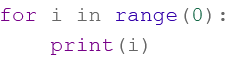 for i in range(0):
    print(i)